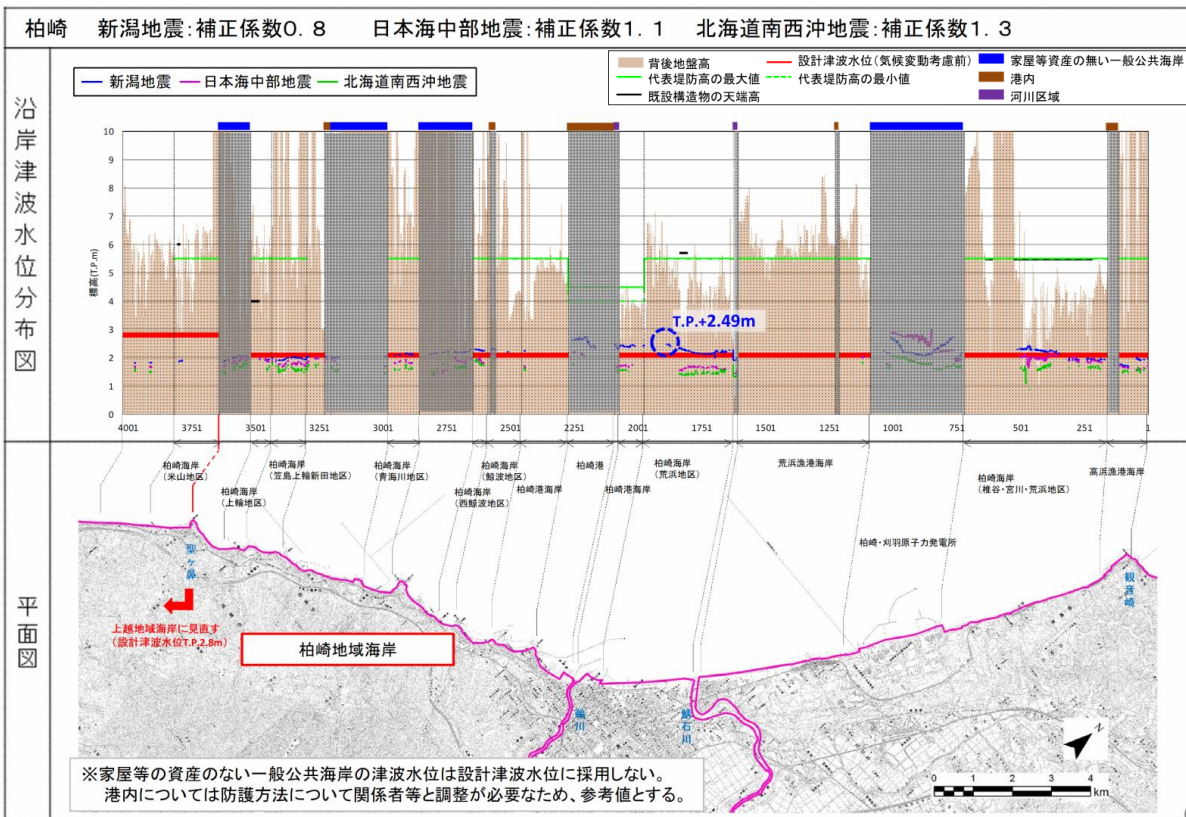 柏崎 新潟地震:補正係数0.8 日本海中部地震:補正係数1.1 北海道南西沖地震:補正係数1.3
沿岸津波水位分布図
新潟地震 日本海中部地震 北海道南西沖地震
背後地盤高 設計津波水位(気候変動考慮前) 家屋等資産の無い一般公共海岸
代表堤防高の最大値 代表堤防高の最小値 港内
既設構造物の天端高 河川区域
標高(T.P.m)
10
9
8
7
6
5
4
3
2
1
0
T.P.+2.49m
4001 3751 3501 3251 3001 2751 2501 2251 2001 1751 1501 1251 1001 751 501 251 1
柏崎海岸
(米山地区)
柏崎海岸
(上輪地区)
柏崎海岸
(笠島上輪新田地区)
柏崎海岸
(青海川地区)
柏崎海岸
(西鯨波地区)
柏崎海岸
(鯨波地区)
柏崎港海岸
柏崎港
柏崎港海岸
柏崎海岸
(荒浜地区)
荒浜漁港海岸
柏崎・刈羽原子力発電所
柏崎海岸
(椎谷・宮川・荒浜地区)
高浜漁港海岸
平面図
聖ヶ鼻
上越地域海岸に見直す
(設計津波水位T.P.2.8m)
柏崎地域海岸
鵜川
鯖石川
観音崎
N
0 1 2 3 4
km
※家屋等の資産のない一般公共海岸の津波水位は設計津波水位に採用しない。
港内については防護方法について関係者等と調整が必要なため、参考値とする。